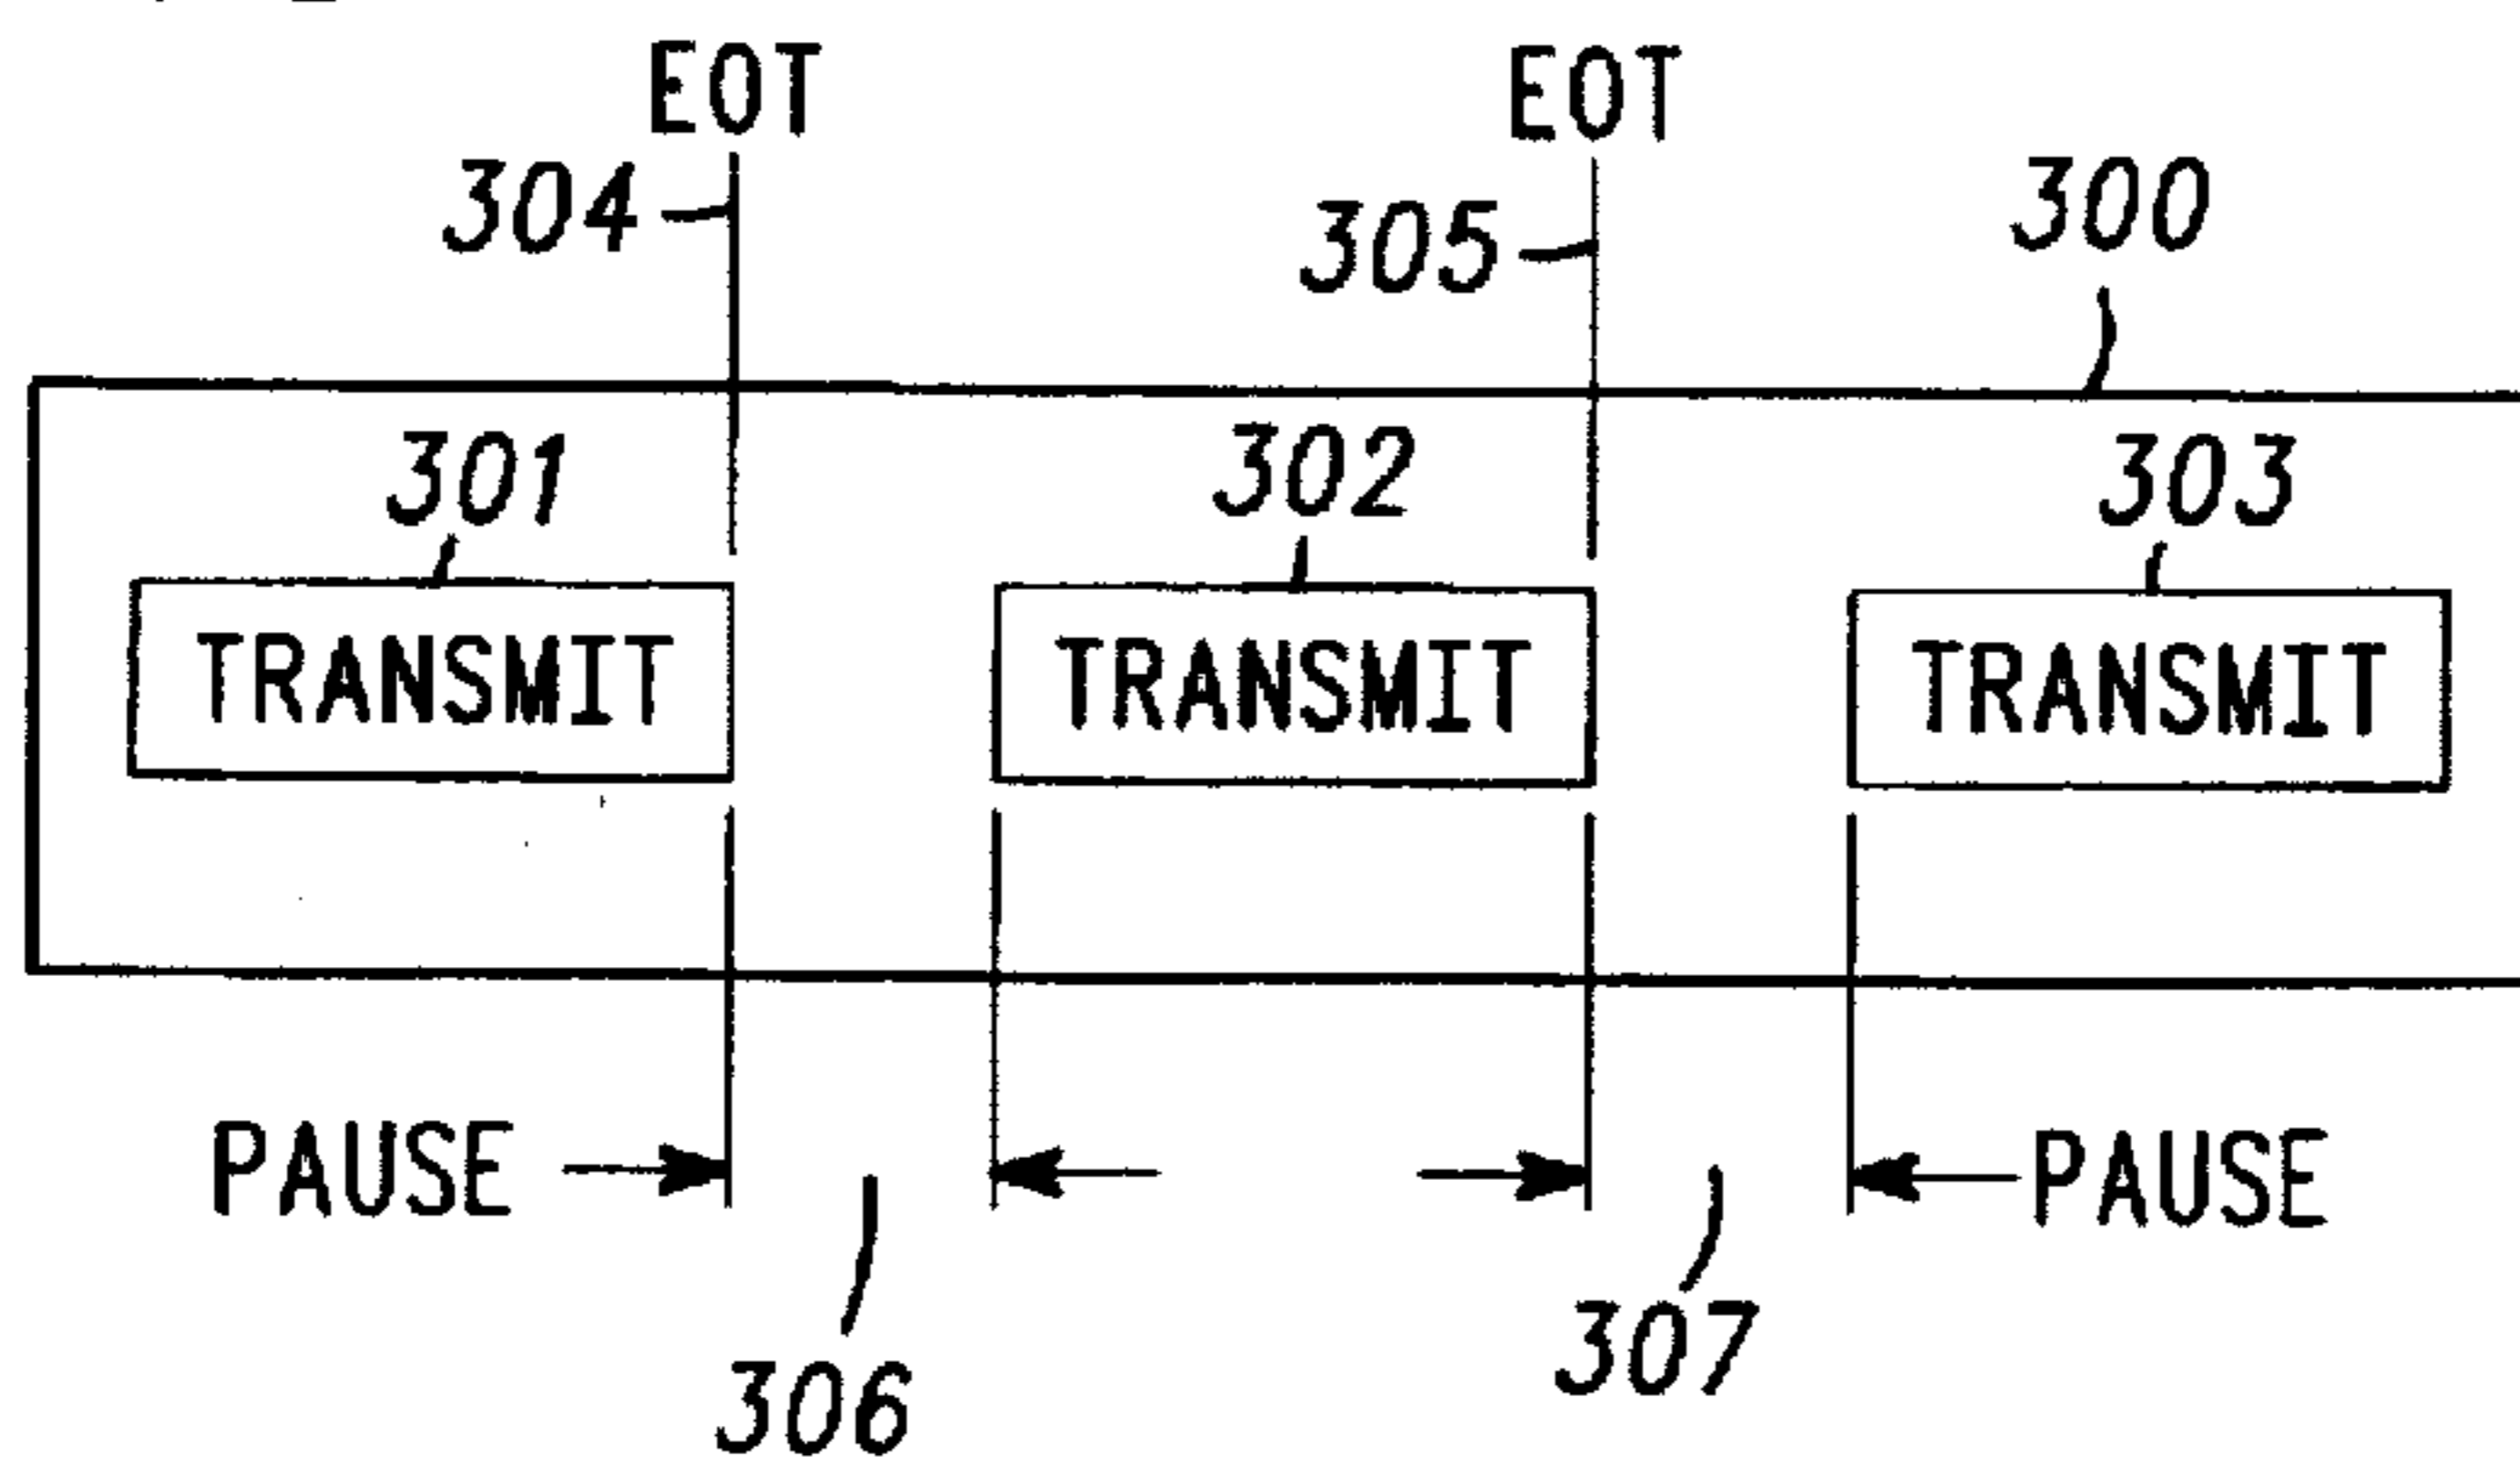 EOT EOT
304 305 300
301 302 303
TRANSMIT TRANSMIT TRANSMIT
PAUSE PAUSE
306 307